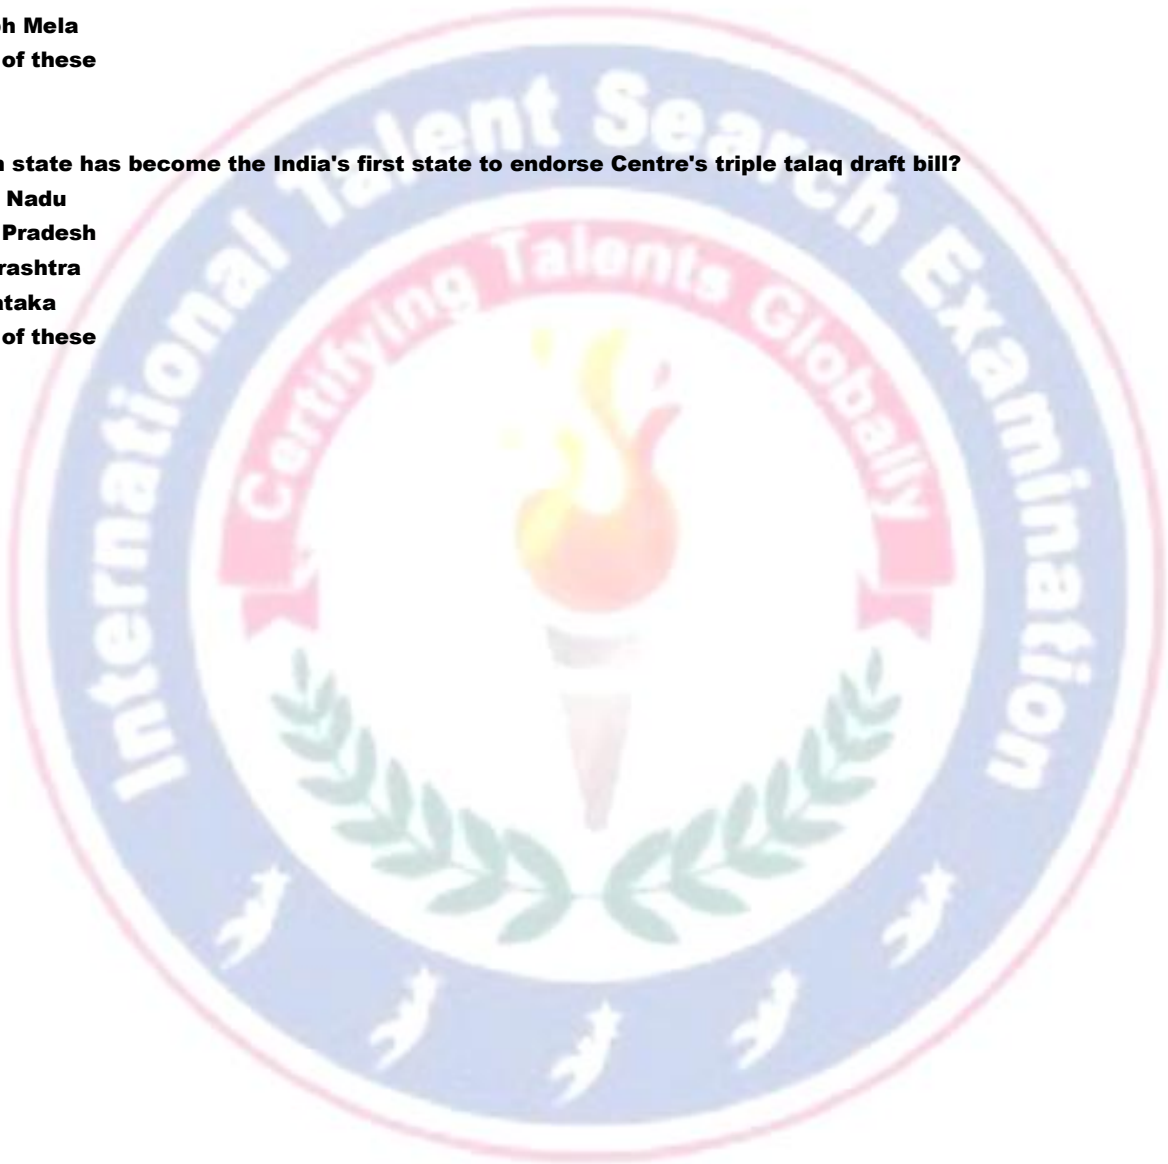 h Mela
of these
state has become the India's first state to endorse Centre's triple talaq draft bill?
Nadu
Pradesh
rashtra
ataka
of these
International Talent Search Examination
Certifying Talents Globally